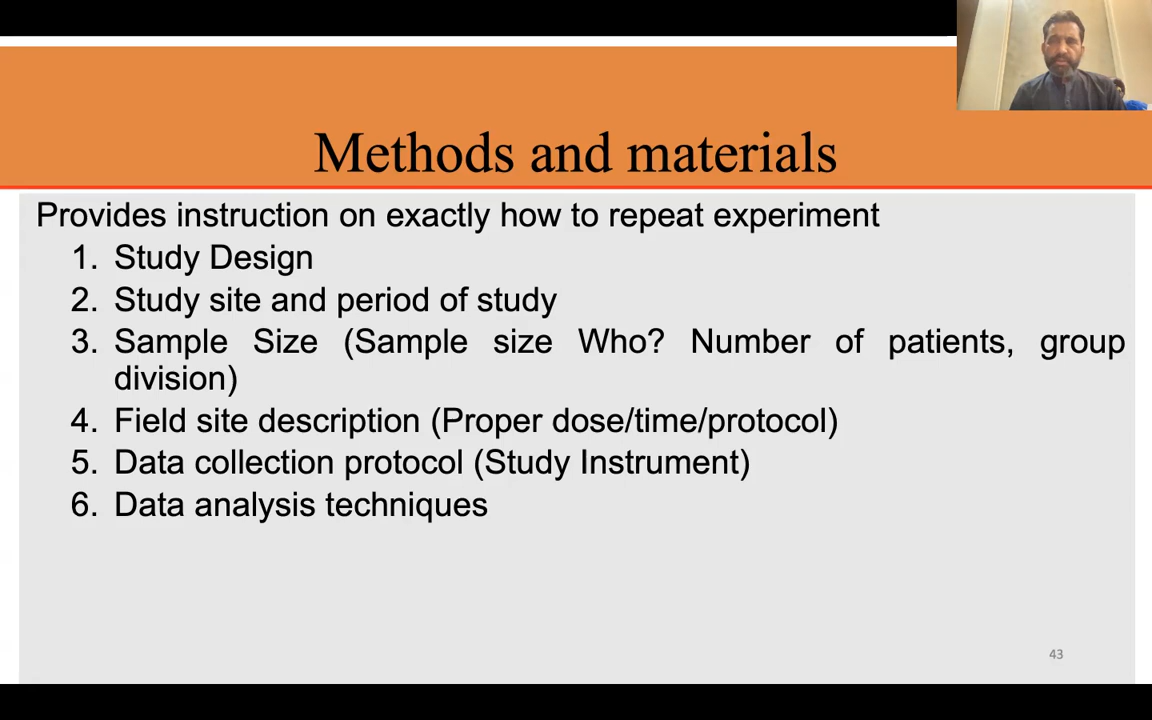 Methods and materials
Provides instruction on exactly how to repeat experiment
1. Study Design
2. Study site and period of study
3. Sample Size (Sample size Who? Number of patients, group
division)
4. Field site description (Proper dose/time/protocol)
5. Data collection protocol (Study Instrument)
6. Data analysis techniques
43